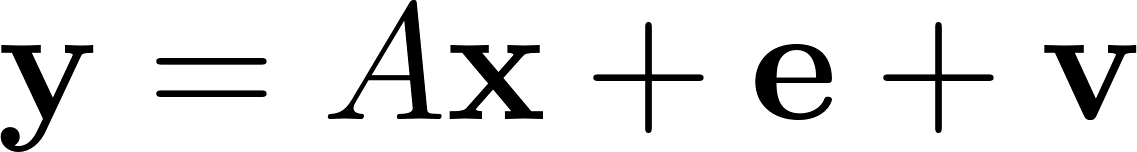 y = Ax + e + v